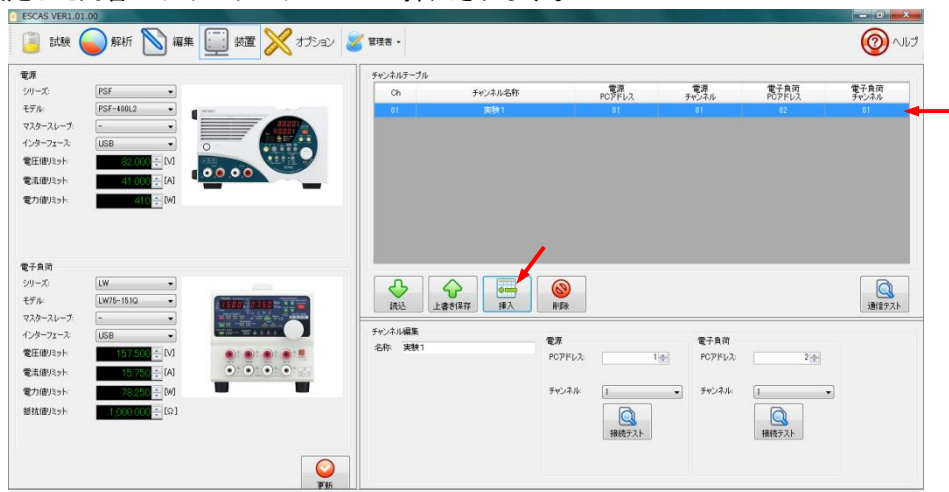 ESCAS VER1.01.00
試験 解析 編集 装置 オプション 管理者 ヘルプ
電源
シリーズ: PSF
モデル: PSF-400L2
マスタースレーブ: -
インターフェース: USB
電圧値リミット: 82.000 [V]
電流値リミット: 41.000 [A]
電力値リミット: 410 [W]
電子負荷
シリーズ: LW
モデル: LW75-151Q
マスタースレーブ: -
インターフェース: USB
電圧値リミット: 157.500 [V]
電流値リミット: 15.750 [A]
電力値リミット: 78.250 [W]
抵抗値リミット: 1,000.000 [Ω]
更新
チャンネルテーブル
Ch チャンネル名称 電源 PCアドレス 電源 チャンネル 電子負荷 PCアドレス 電子負荷 チャンネル
01 実験1 01 01 02 01
読込 上書き保存 挿入 削除 通信テスト
チャンネル編集
名称: 実験1
電源
PCアドレス: 1
チャンネル: 1
接続テスト
電子負荷
PCアドレス: 2
チャンネル: 1
接続テスト